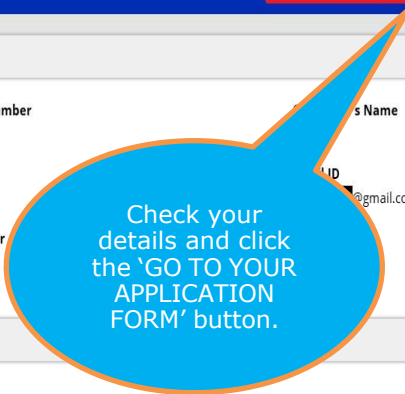 mber
s Name
ID
@gmail.co
r
Check your
details and click
the ‘GO TO YOUR
APPLICATION
FORM’ button.